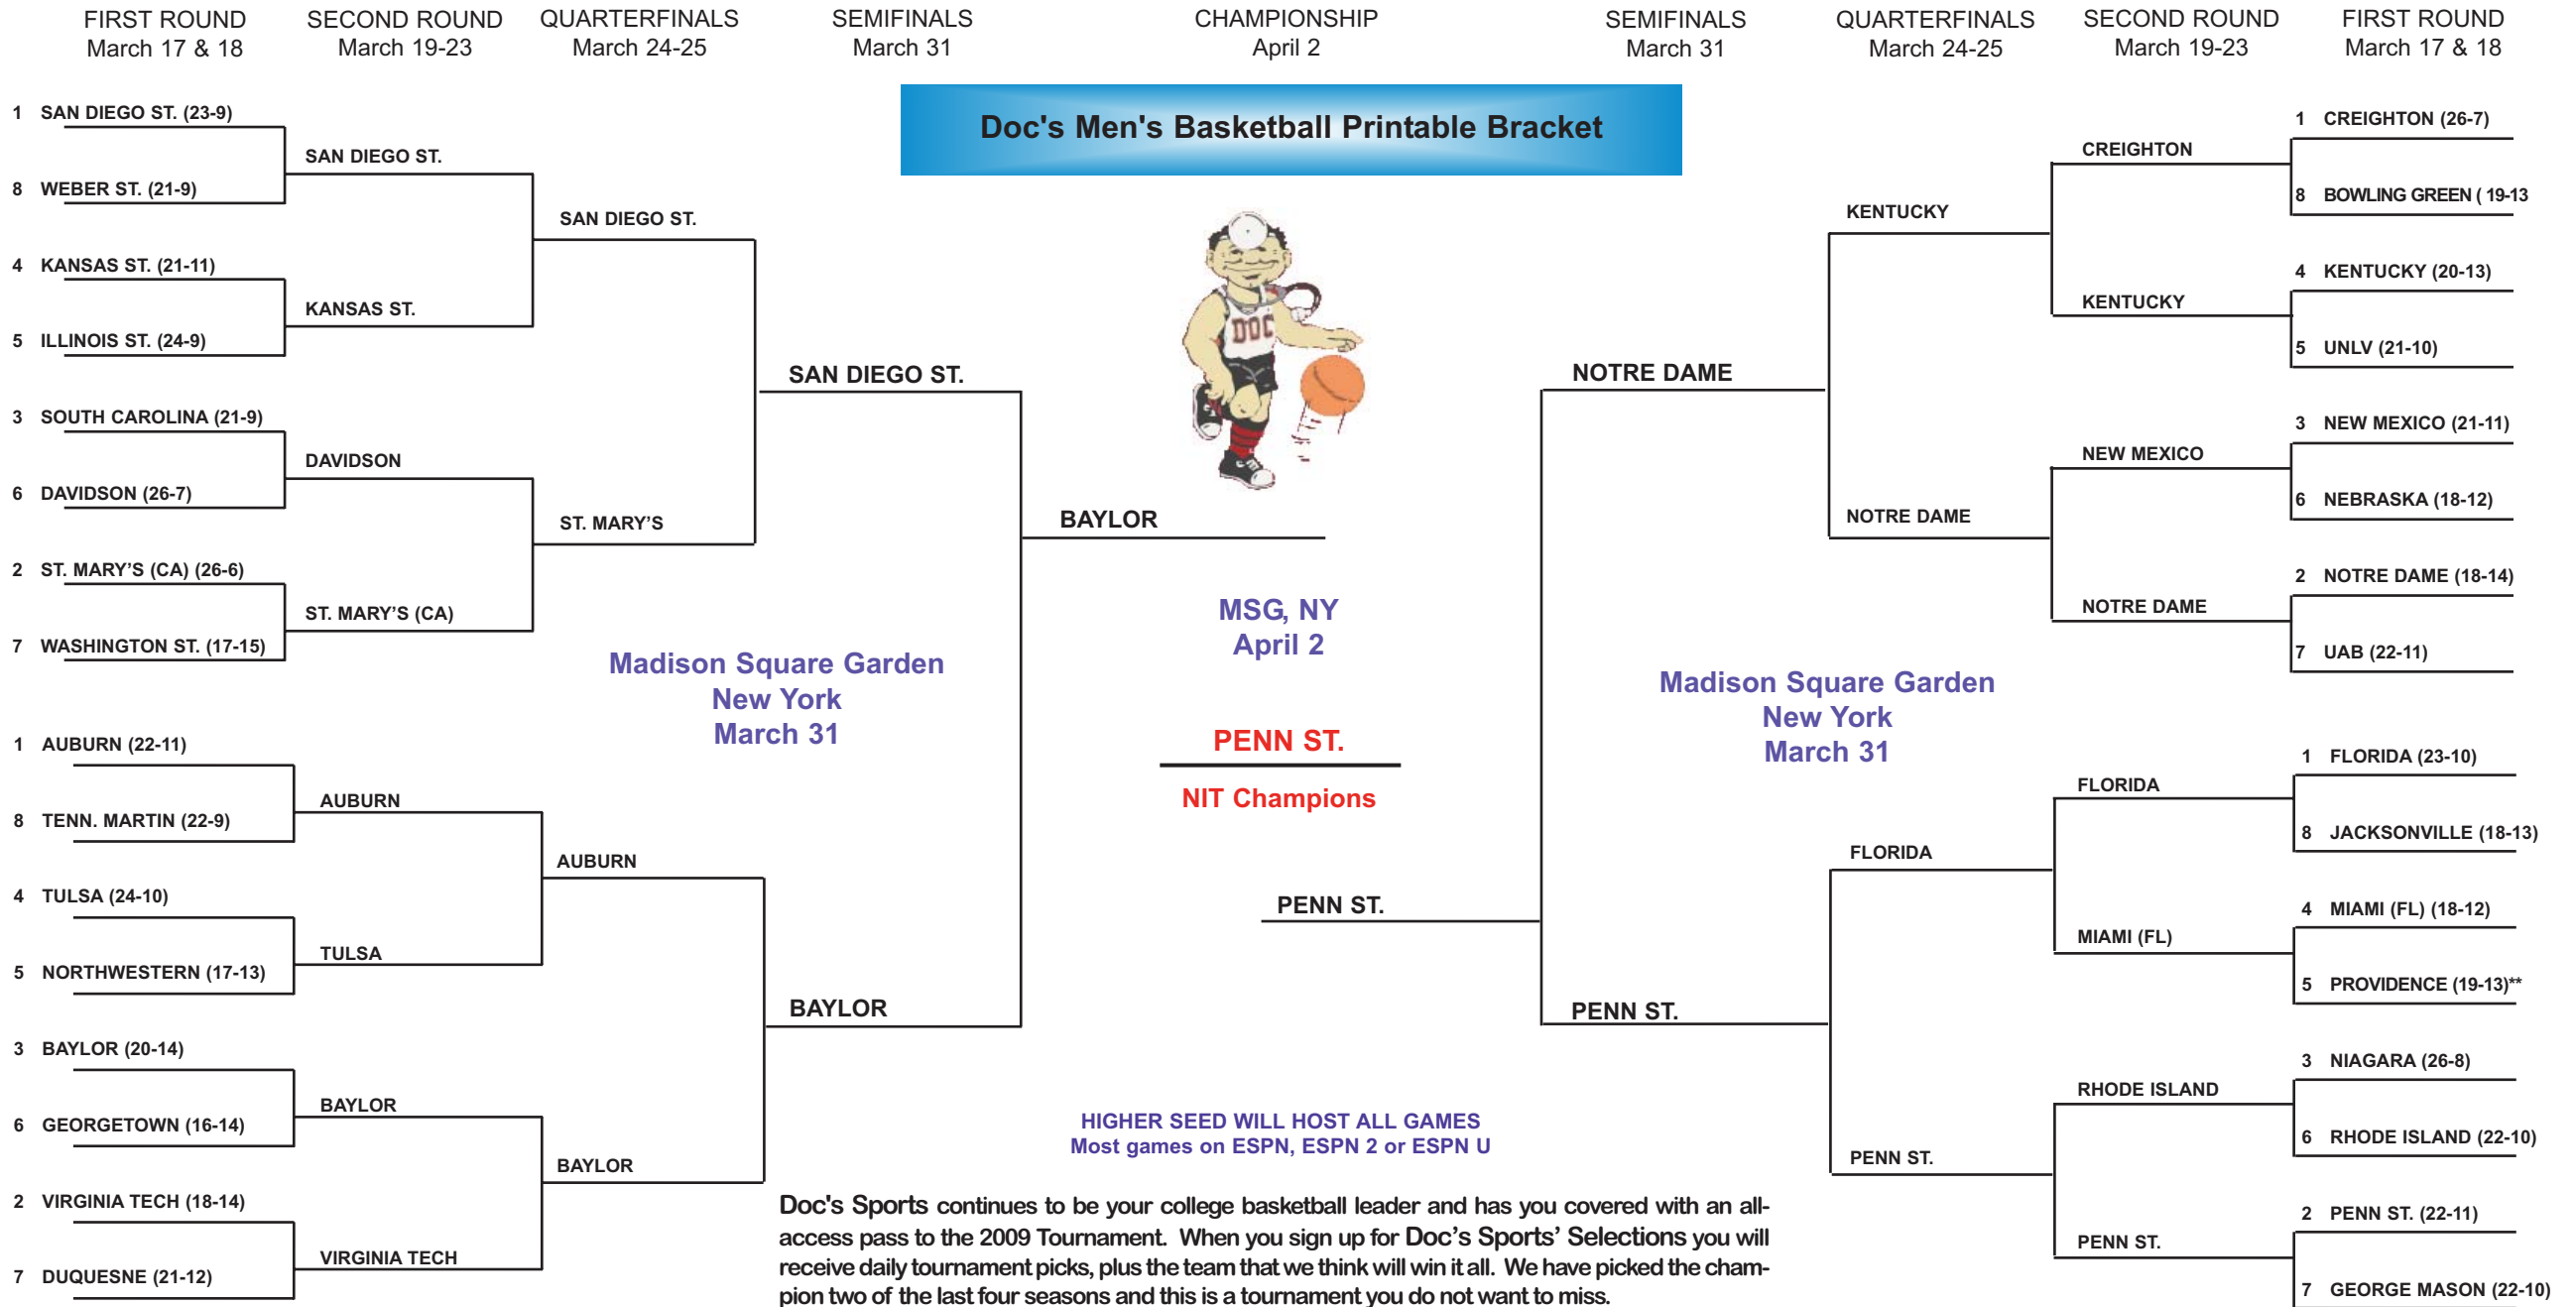 FIRST ROUND
March 17 & 18
SECOND ROUND
March 19-23
QUARTERFINALS
March 24-25
SEMIFINALS
March 31
CHAMPIONSHIP
April 2
SEMIFINALS
March 31
QUARTERFINALS
March 24-25
SECOND ROUND
March 19-23
FIRST ROUND
March 17 & 18
Doc's Men's Basketball Printable Bracket
1 SAN DIEGO ST. (23-9)
8 WEBER ST. (21-9)
4 KANSAS ST. (21-11)
5 ILLINOIS ST. (24-9)
3 SOUTH CAROLINA (21-9)
6 DAVIDSON (26-7)
2 ST. MARY'S (CA) (26-6)
7 WASHINGTON ST. (17-15)
1 AUBURN (22-11)
8 TENN. MARTIN (22-9)
4 TULSA (24-10)
5 NORTHWESTERN (17-13)
3 BAYLOR (20-14)
6 GEORGETOWN (16-14)
2 VIRGINIA TECH (18-14)
7 DUQUESNE (21-12)
SAN DIEGO ST.
KANSAS ST.
DAVIDSON
ST. MARY'S (CA)
AUBURN
TULSA
BAYLOR
VIRGINIA TECH
SAN DIEGO ST.
ST. MARY'S
AUBURN
BAYLOR
SAN DIEGO ST.
BAYLOR
Madison Square Garden
New York
March 31
DOC
BAYLOR
MSG, NY
April 2
PENN ST.
NIT Champions
PENN ST.
NOTRE DAME
PENN ST.
Madison Square Garden
New York
March 31
KENTUCKY
NOTRE DAME
FLORIDA
PENN ST.
CREIGHTON
KENTUCKY
NEW MEXICO
NOTRE DAME
FLORIDA
MIAMI (FL)
RHODE ISLAND
PENN ST.
1 CREIGHTON (26-7)
8 BOWLING GREEN ( 19-13
4 KENTUCKY (20-13)
5 UNLV (21-10)
3 NEW MEXICO (21-11)
6 NEBRASKA (18-12)
2 NOTRE DAME (18-14)
7 UAB (22-11)
1 FLORIDA (23-10)
8 JACKSONVILLE (18-13)
4 MIAMI (FL) (18-12)
5 PROVIDENCE (19-13)**
3 NIAGARA (26-8)
6 RHODE ISLAND (22-10)
2 PENN ST. (22-11)
7 GEORGE MASON (22-10)
HIGHER SEED WILL HOST ALL GAMES
Most games on ESPN, ESPN 2 or ESPN U
Doc's Sports continues to be your college basketball leader and has you covered with an all-
access pass to the 2009 Tournament. When you sign up for Doc's Sports' Selections you will
receive daily tournament picks, plus the team that we think will win it all. We have picked the cham-
pion two of the last four seasons and this is a tournament you do not want to miss.